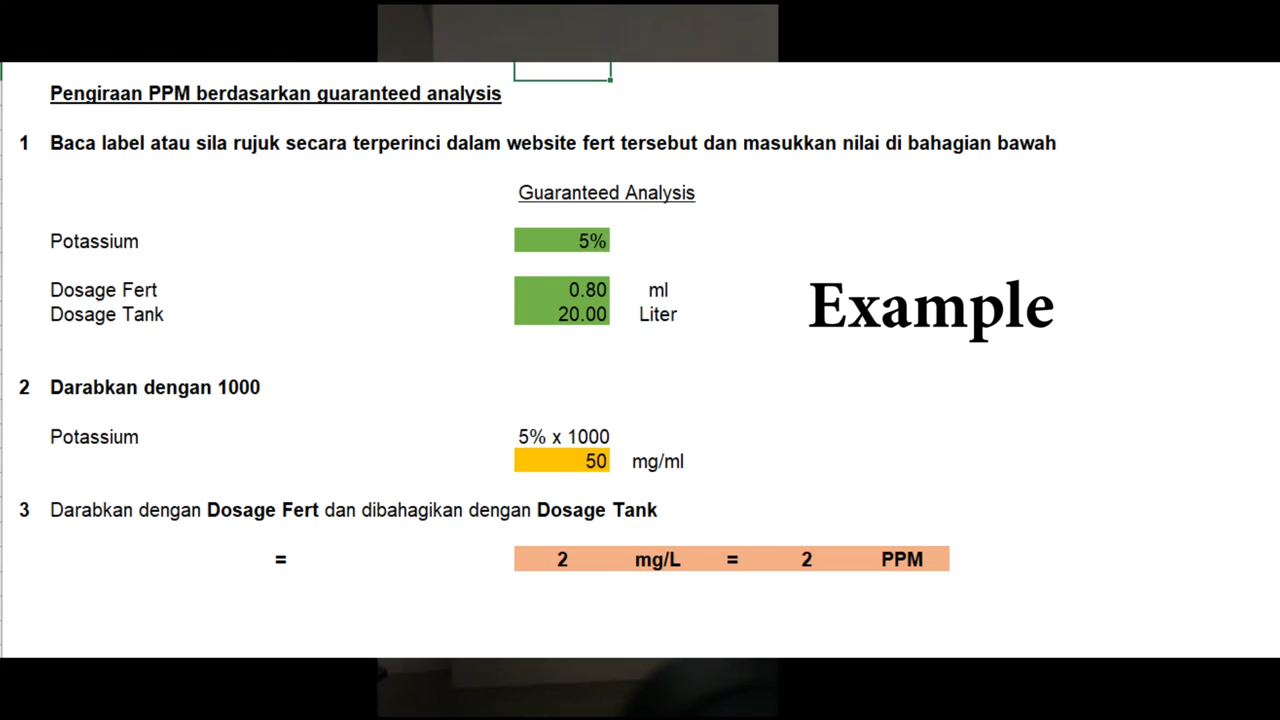 Pengiraan PPM berdasarkan guaranteed analysis
1 Baca label atau sila rujuk secara terperinci dalam website fert tersebut dan masukkan nilai di bahagian bawah
Guaranteed Analysis
Potassium 5%
Dosage Fert 0.80 ml
Dosage Tank 20.00 Liter
Example
2 Darabkan dengan 1000
Potassium 5% x 1000
50 mg/ml
3 Darabkan dengan Dosage Fert dan dibahagikan dengan Dosage Tank
= 2 mg/L = 2 PPM